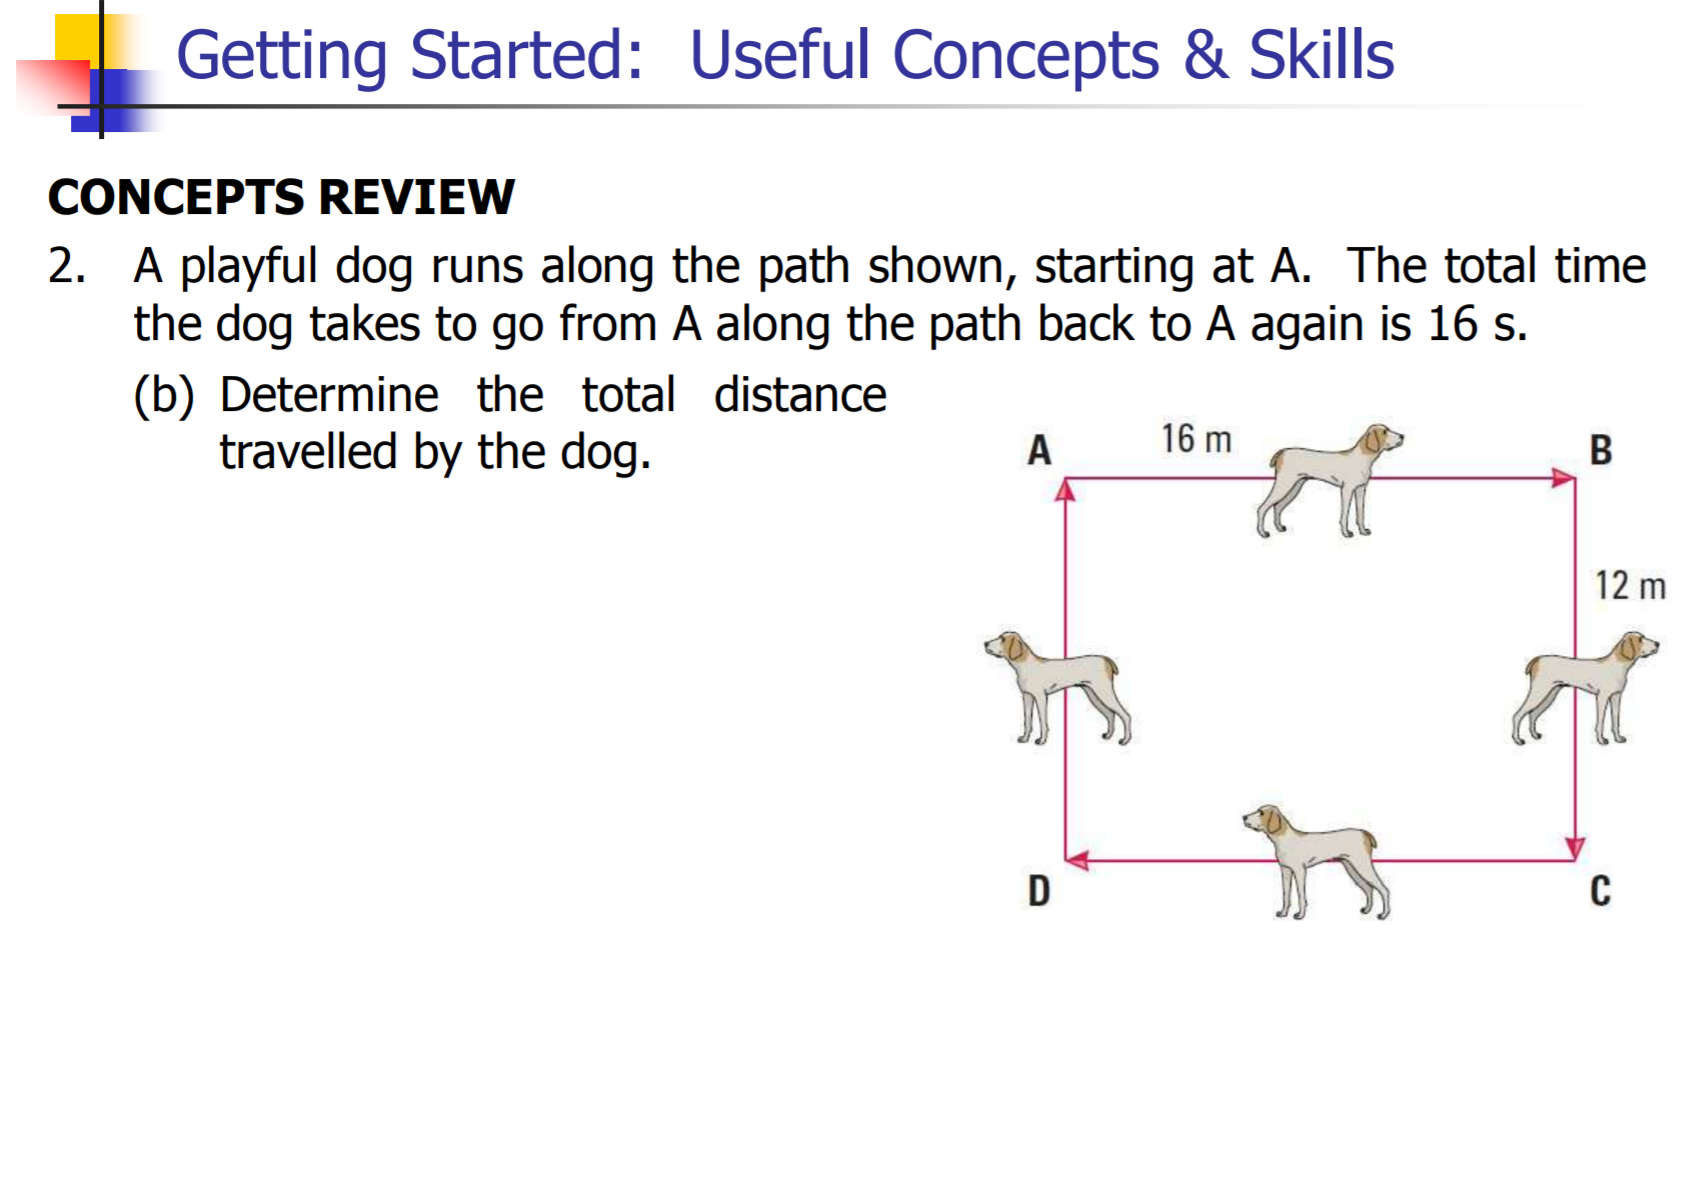 Getting Started: Useful Concepts & Skills
CONCEPTS REVIEW
2. A playful dog runs along the path shown, starting at A. The total time
the dog takes to go from A along the path back to A again is 16 s.
(b) Determine the total distance
travelled by the dog.
A 16 m B
12 m
D C